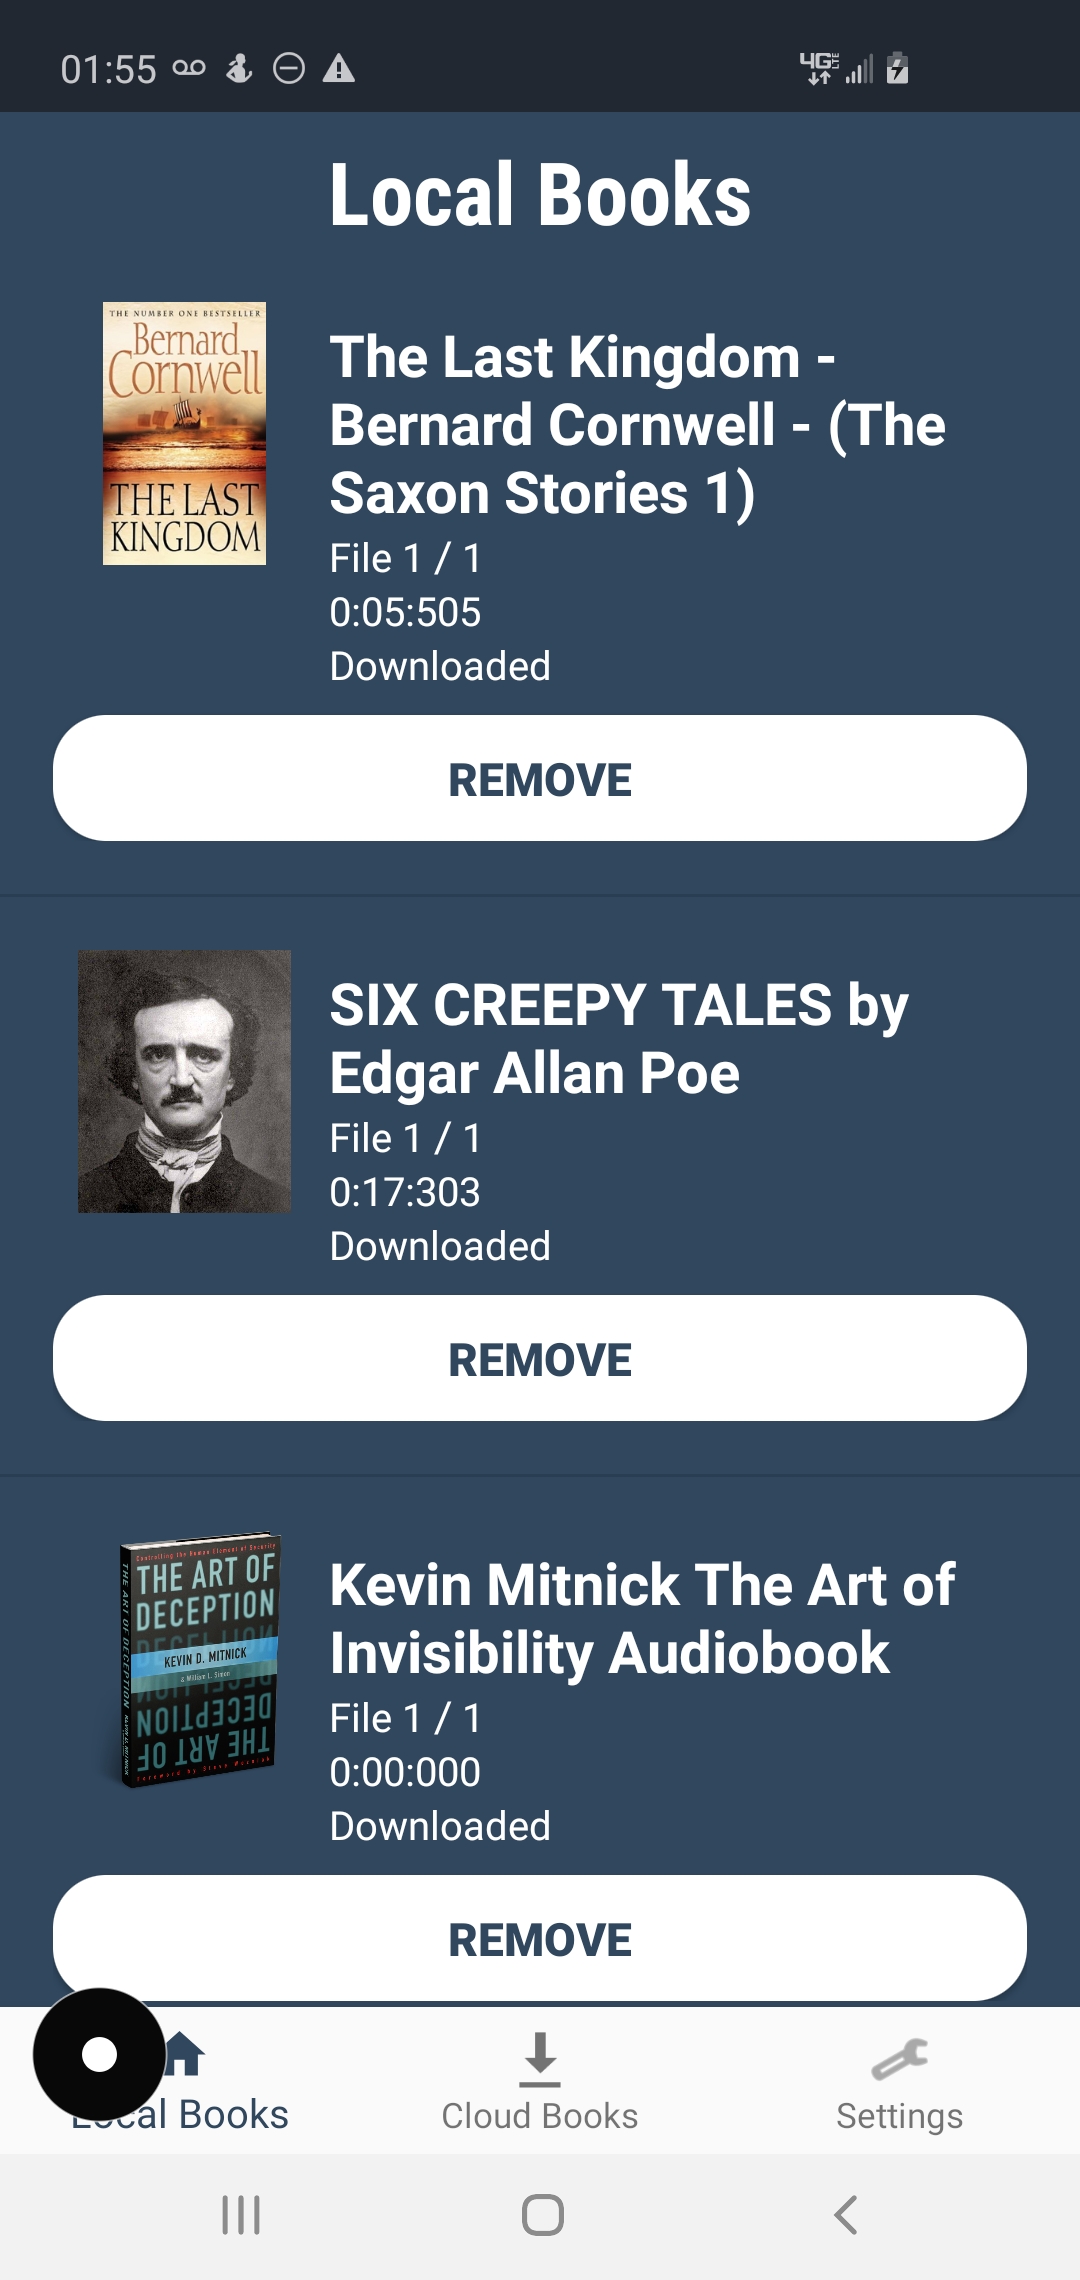 01:55
4G LTE
Local Books
THE NUMBER ONE BESTSELLER
Bernard
Cornwell
THE LAST
KINGDOM
The Last Kingdom -
Bernard Cornwell - (The
Saxon Stories 1)
File 1 / 1
0:05:505
Downloaded
REMOVE
SIX CREEPY TALES by
Edgar Allan Poe
File 1 / 1
0:17:303
Downloaded
REMOVE
Controlling the Human Element of Security
THE ART OF
DECEPTION
KEVIN D. MITNICK
& William L. Simon
DECEPTION
THE ART OF
Foreword by Steve Wozniak
THE ART OF DECEPTION
Kevin Mitnick The Art of
Invisibility Audiobook
File 1 / 1
0:00:000
Downloaded
REMOVE
Local Books
Cloud Books
Settings